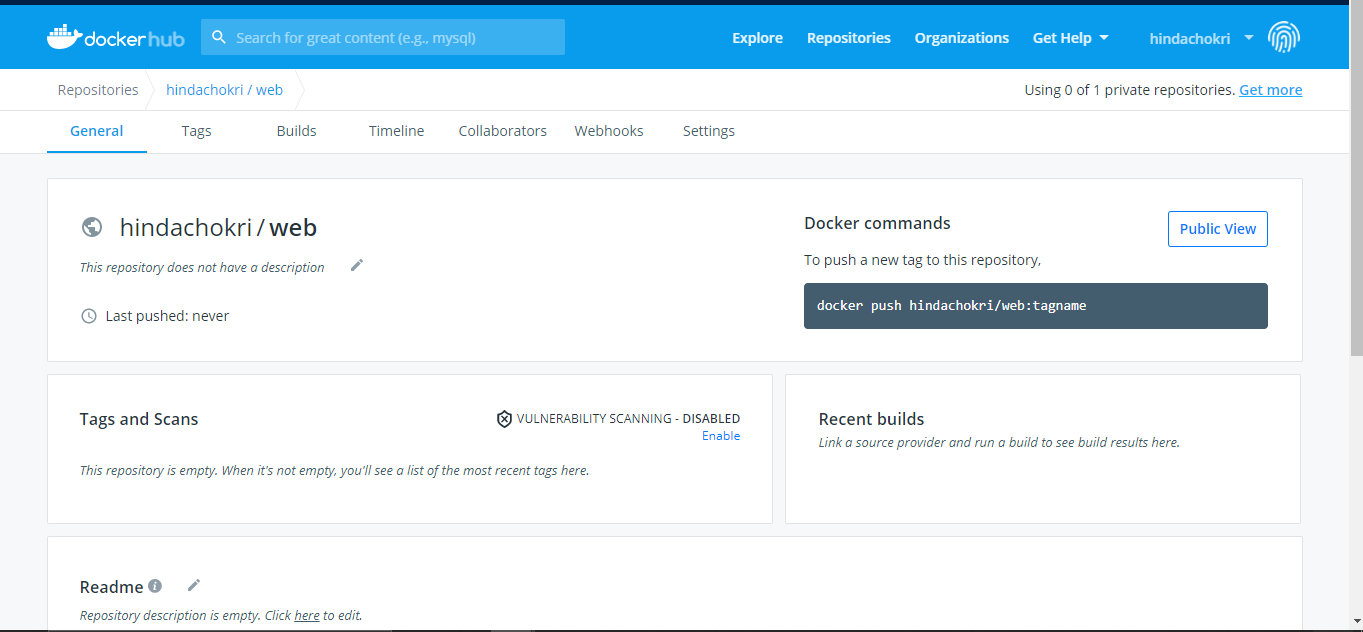 dockerhub Search for great content (e.g., mysql) Explore Repositories Organizations Get Help hindachokri
Repositories hindachokri / web Using 0 of 1 private repositories. Get more
General Tags Builds Timeline Collaborators Webhooks Settings
hindachokri / web
This repository does not have a description
Last pushed: never
Docker commands
Public View
To push a new tag to this repository,
docker push hindachokri/web:tagname
Tags and Scans
VULNERABILITY SCANNING - DISABLED
Enable
This repository is empty. When it's not empty, you'll see a list of the most recent tags here.
Recent builds
Link a source provider and run a build to see build results here.
Readme
Repository description is empty. Click here to edit.